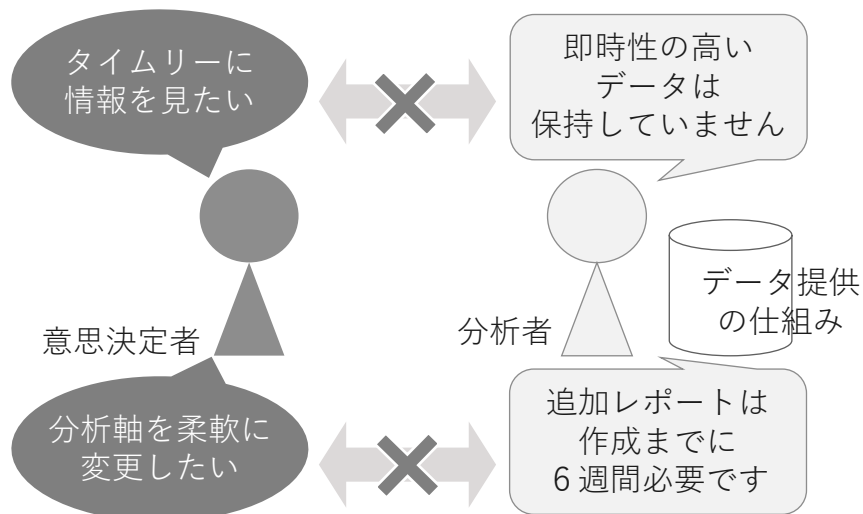 タイムリーに
情報を見たい
即時性の高い
データは
保持していません
意思決定者
分析者
データ提供
の仕組み
分析軸を柔軟に
変更したい
追加レポートは
作成までに
6週間必要です